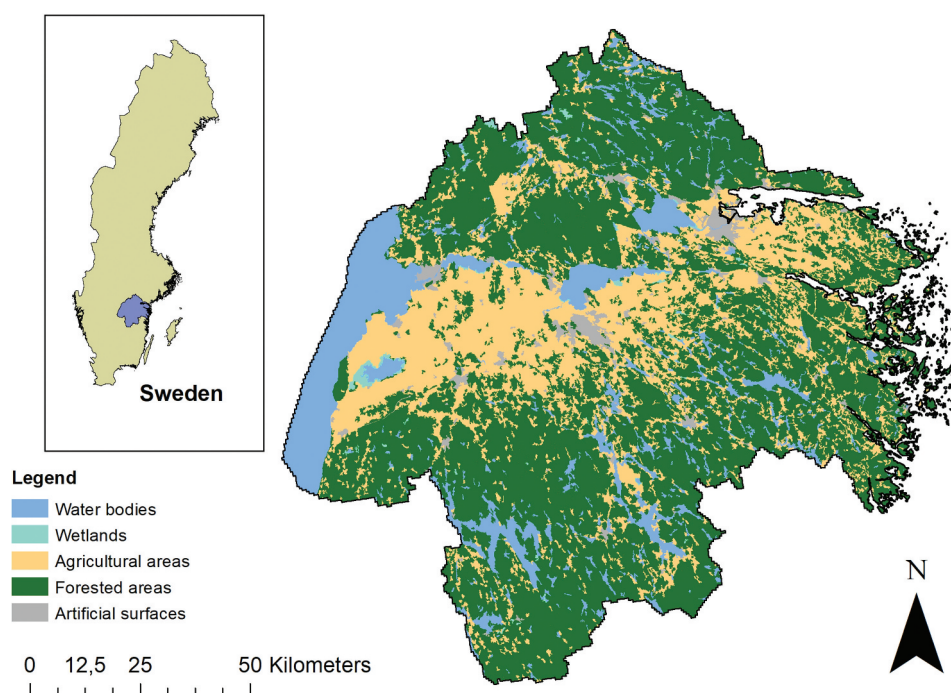 Sweden
Legend
Water bodies
Wetlands
Agricultural areas
Forested areas
Artificial surfaces
0 12,5 25 50 Kilometers
N